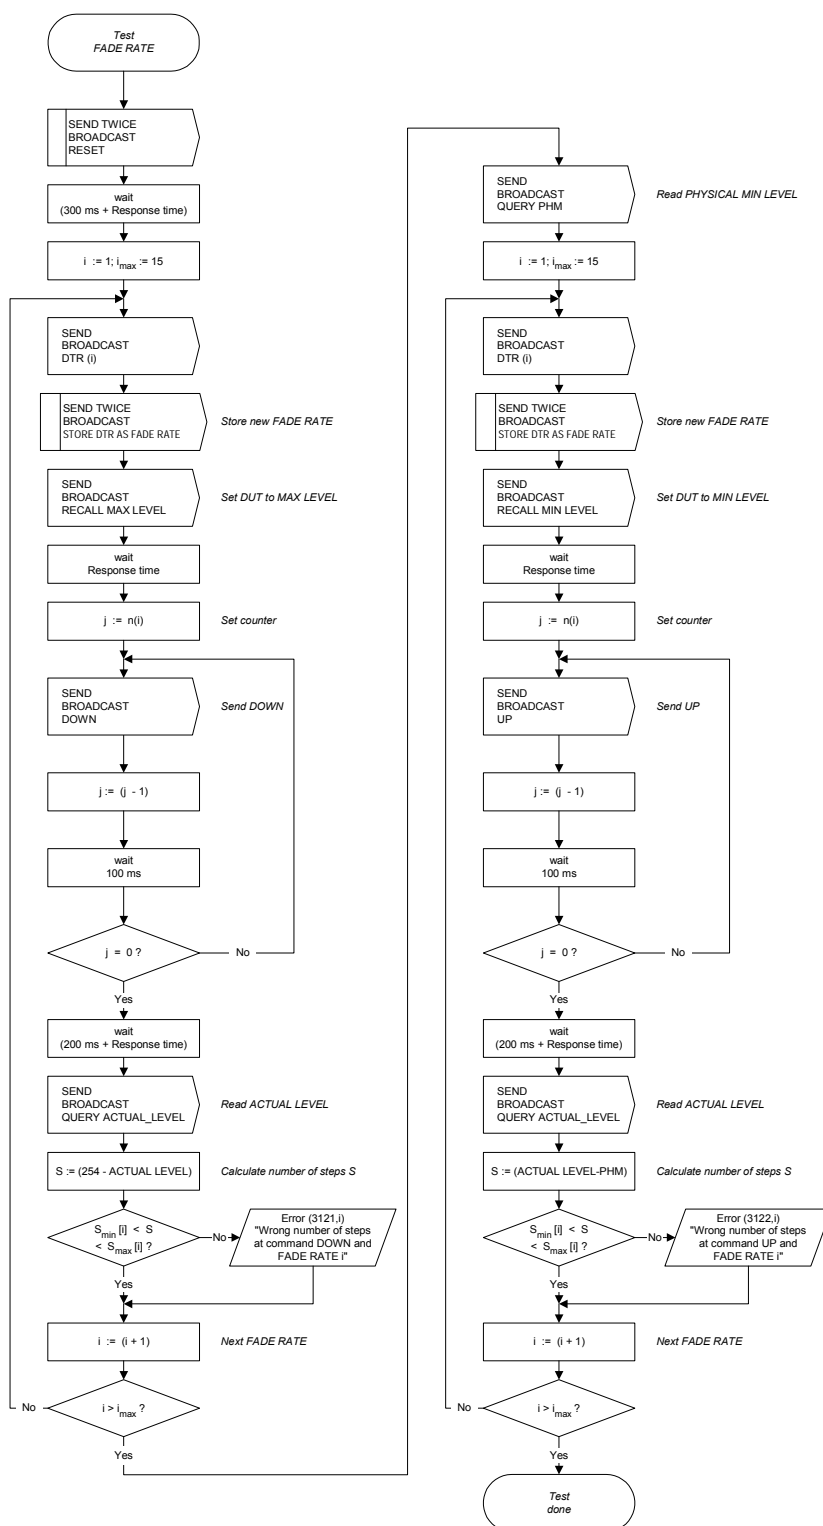 Test
FADE RATE
SEND TWICE
BROADCAST
RESET
wait
(300 ms + Response time)
i := 1; imax := 15
SEND
BROADCAST
DTR (i)
SEND TWICE
BROADCAST
STORE DTR AS FADE RATE
Store new FADE RATE
SEND
BROADCAST
RECALL MAX LEVEL
Set DUT to MAX LEVEL
wait
Response time
j := n(i)
Set counter
SEND
BROADCAST
DOWN
Send DOWN
j := (j - 1)
wait
100 ms
j = 0 ?
No
Yes
wait
(200 ms + Response time)
SEND
BROADCAST
QUERY ACTUAL_LEVEL
Read ACTUAL LEVEL
S := (254 - ACTUAL LEVEL)
Calculate number of steps S
Smin [i] < S
< Smax [i] ?
No
Error (3121,i)
"Wrong number of steps
at command DOWN and
FADE RATE i"
Yes
i := (i + 1)
Next FADE RATE
i > imax ?
No
Yes
SEND
BROADCAST
QUERY PHM
Read PHYSICAL MIN LEVEL
i := 1; imax := 15
SEND
BROADCAST
DTR (i)
SEND TWICE
BROADCAST
STORE DTR AS FADE RATE
Store new FADE RATE
SEND
BROADCAST
RECALL MIN LEVEL
Set DUT to MIN LEVEL
wait
Response time
j := n(i)
Set counter
SEND
BROADCAST
UP
Send UP
j := (j - 1)
wait
100 ms
j = 0 ?
No
Yes
wait
(200 ms + Response time)
SEND
BROADCAST
QUERY ACTUAL_LEVEL
Read ACTUAL LEVEL
S := (ACTUAL LEVEL-PHM)
Calculate number of steps S
Smin [i] < S
< Smax [i] ?
No
Error (3122,i)
"Wrong number of steps
at command UP and
FADE RATE i"
Yes
i := (i + 1)
Next FADE RATE
i > imax ?
No
Yes
Test
done